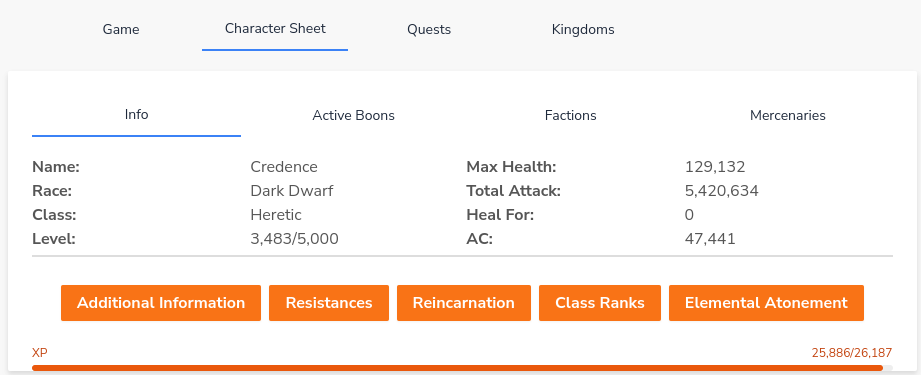 Game Character Sheet Quests Kingdoms
Info Active Boons Factions Mercenaries
Name: Credence Max Health: 129,132
Race: Dark Dwarf Total Attack: 5,420,634
Class: Heretic Heal For: 0
Level: 3,483/5,000 AC: 47,441
Additional Information Resistances Reincarnation Class Ranks Elemental Atonement
XP 25,886/26,187